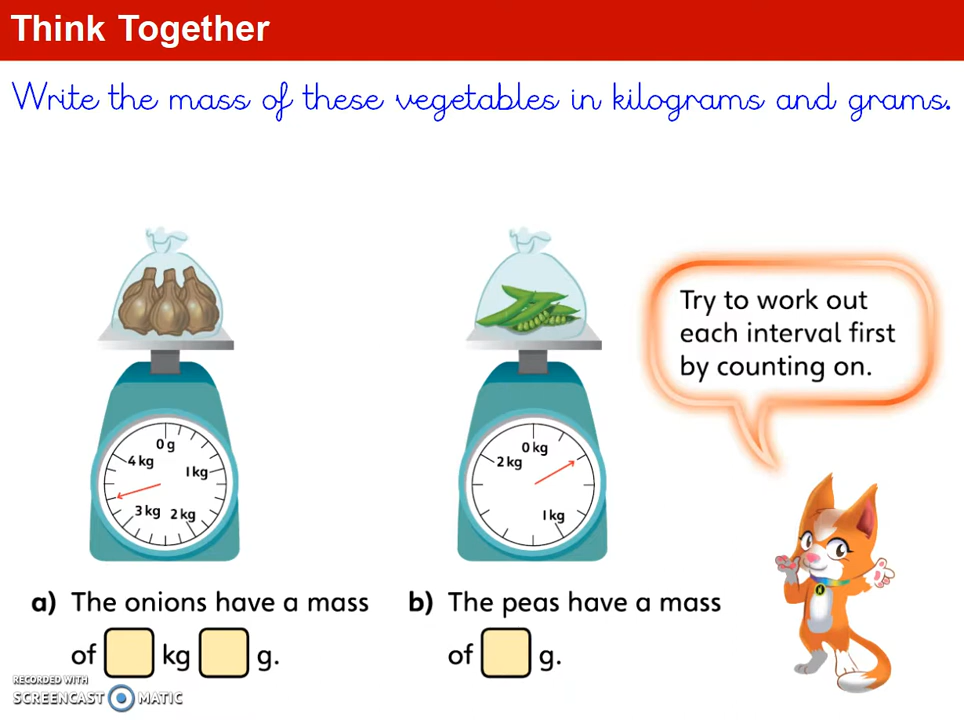 Think Together
Write the mass of these vegetables in kilograms and grams.
0 g
4 kg
1 kg
3 kg
2 kg
0 kg
2 kg
1 kg
Try to work out
each interval first
by counting on.
a) The onions have a mass
of kg g.
b) The peas have a mass
of g.
RECORDED WITH
SCREENCAST MATIC